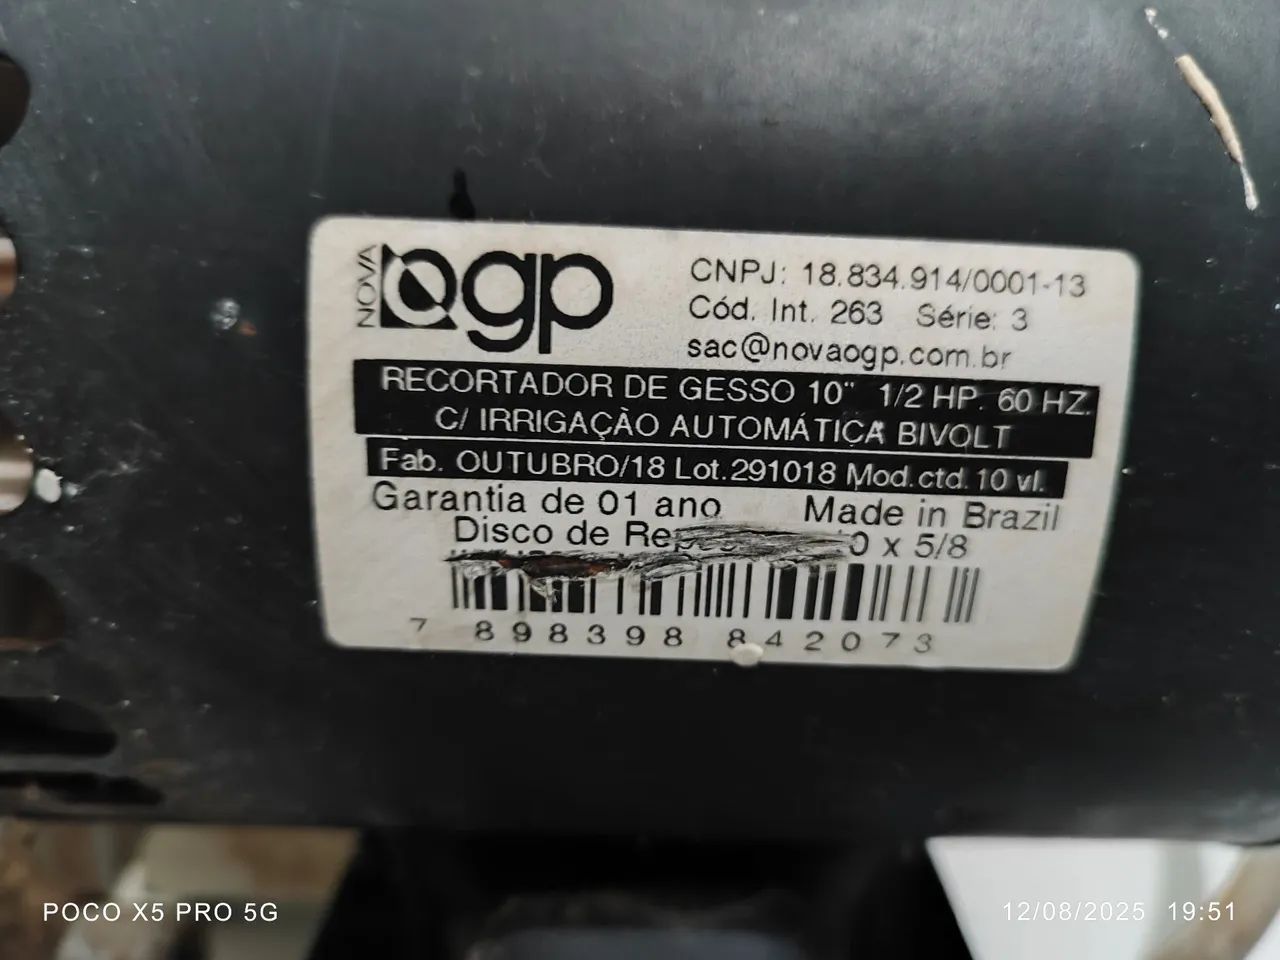 NOVA ogp
CNPJ: 18.834.914/0001-13
Cód. Int. 263 Série: 3
sac@novaogp.com.br
RECORTADOR DE GESSO 10" 1/2 HP. 60 HZ.
C/ IRRIGAÇÃO AUTOMÁTICA BIVOLT
Fab. OUTUBRO/18 Lot.291018 Mod.ctd.10 vl.
Garantia de 01 ano Made in Brazil
Disco de x 5/8
7 898398 842073
POCO X5 PRO 5G
12/08/2025 19:51